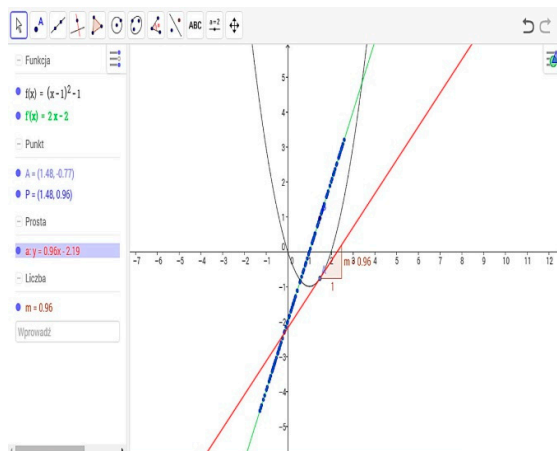 ABC
a=2
Funkcja
f(x) = (x-1)² -1
f'(x) = 2x-2
Punkt
A = (1.48, -0.77)
P = (1.48, 0.96)
Prosta
a: y = 0.96x - 2.19
Liczba
m = 0.96
Wprowadź
5
4
3
2
1
0
-7 -6 -5 -4 -3 -2 -1 0 1 2 3 4 5 6 7 8 9 10 11 12
m = 0.96
1
-1
-2
-3
-4
-5